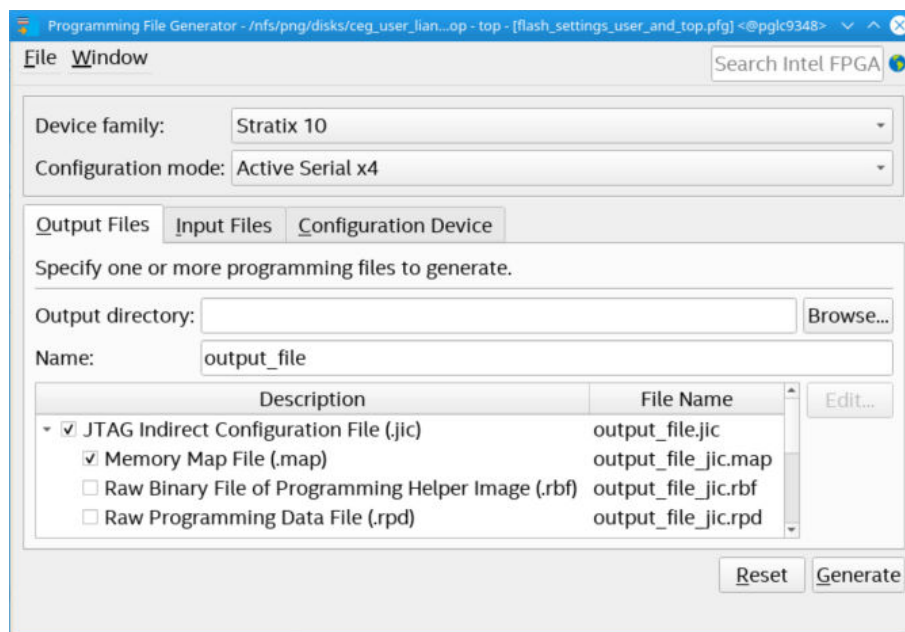 Programming File Generator - /nfs/png/disks/ceg_user_lian...op - top - [flash_settings_user_and_top.pfg] <@pglc9348>
File Window
Search Intel FPGA
Device family: Stratix 10
Configuration mode: Active Serial x4
Output Files Input Files Configuration Device
Specify one or more programming files to generate.
Output directory: Browse...
Name: output_file
Description File Name Edit...
JTAG Indirect Configuration File (.jic) output_file.jic
Memory Map File (.map) output_file_jic.map
Raw Binary File of Programming Helper Image (.rbf) output_file_jic.rbf
Raw Programming Data File (.rpd) output_file_jic.rpd
Reset Generate